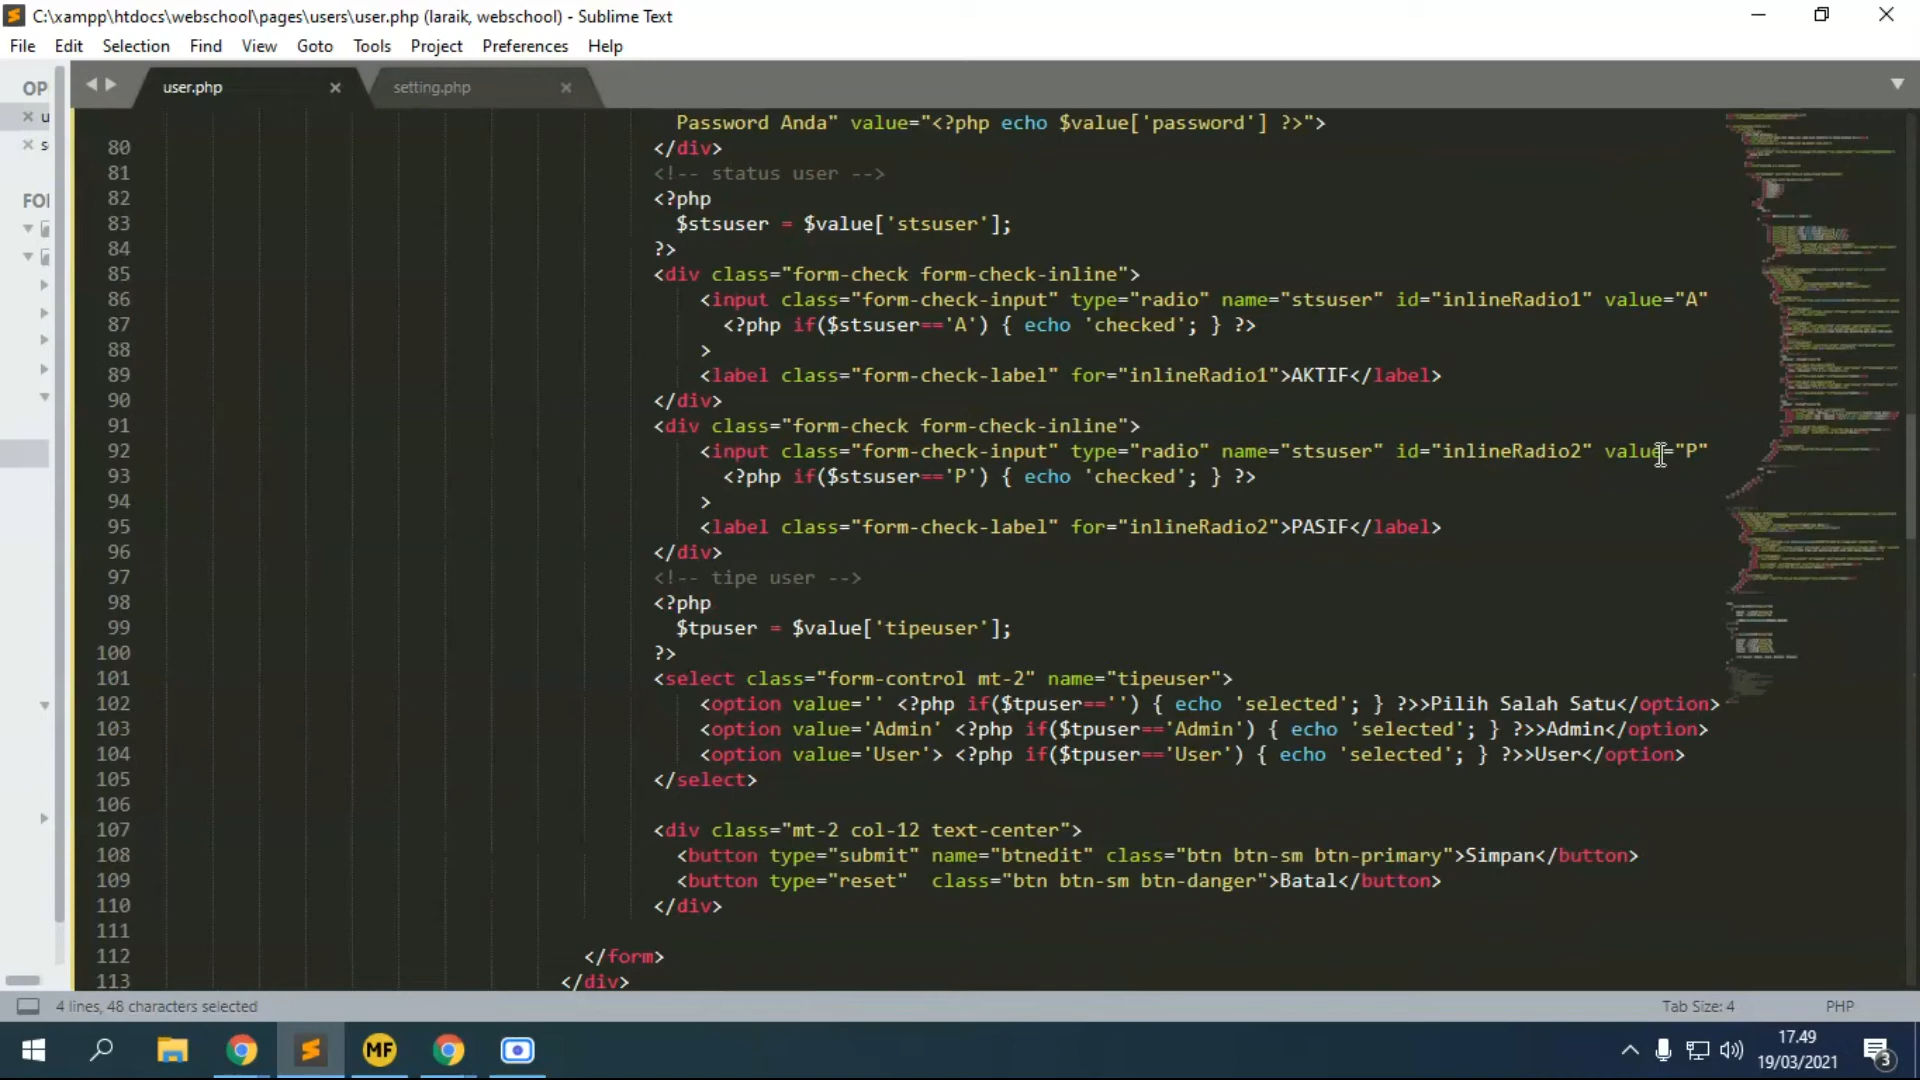 C:\xampp\htdocs\webschool\pages\users\user.php (laraik, webschool) - Sublime Text
File Edit Selection Find View Goto Tools Project Preferences Help
OP
user.php
setting.php
u
s
FO
Password Anda" value="<?php echo $value['password'] ?>">
80 </div>
81 <!-- status user -->
82 <?php
83 $stsuser = $value['stsuser'];
84 ?>
85 <div class="form-check form-check-inline">
86 <input class="form-check-input" type="radio" name="stsuser" id="inlineRadio1" value="A"
87 <?php if($stsuser=='A') { echo 'checked'; } ?>
88 >
89 <label class="form-check-label" for="inlineRadio1">AKTIF</label>
90 </div>
91 <div class="form-check form-check-inline">
92 <input class="form-check-input" type="radio" name="stsuser" id="inlineRadio2" value="P"
93 <?php if($stsuser=='P') { echo 'checked'; } ?>
94 >
95 <label class="form-check-label" for="inlineRadio2">PASIF</label>
96 </div>
97 <!-- tipe user -->
98 <?php
99 $tpuser = $value['tipeuser'];
100 ?>
101 <select class="form-control mt-2" name="tipeuser">
102 <option value='' <?php if($tpuser=='') { echo 'selected'; } ?>>Pilih Salah Satu</option>
103 <option value='Admin' <?php if($tpuser=='Admin') { echo 'selected'; } ?>>Admin</option>
104 <option value='User'> <?php if($tpuser=='User') { echo 'selected'; } ?>>User</option>
105 </select>
106
107 <div class="mt-2 col-12 text-center">
108 <button type="submit" name="btnedit" class="btn btn-sm btn-primary">Simpan</button>
109 <button type="reset"  class="btn btn-sm btn-danger">Batal</button>
110 </div>
111
112 </form>
113 </div>
4 lines, 48 characters selected
Tab Size: 4
PHP
MF
17.49
19/03/2021
3